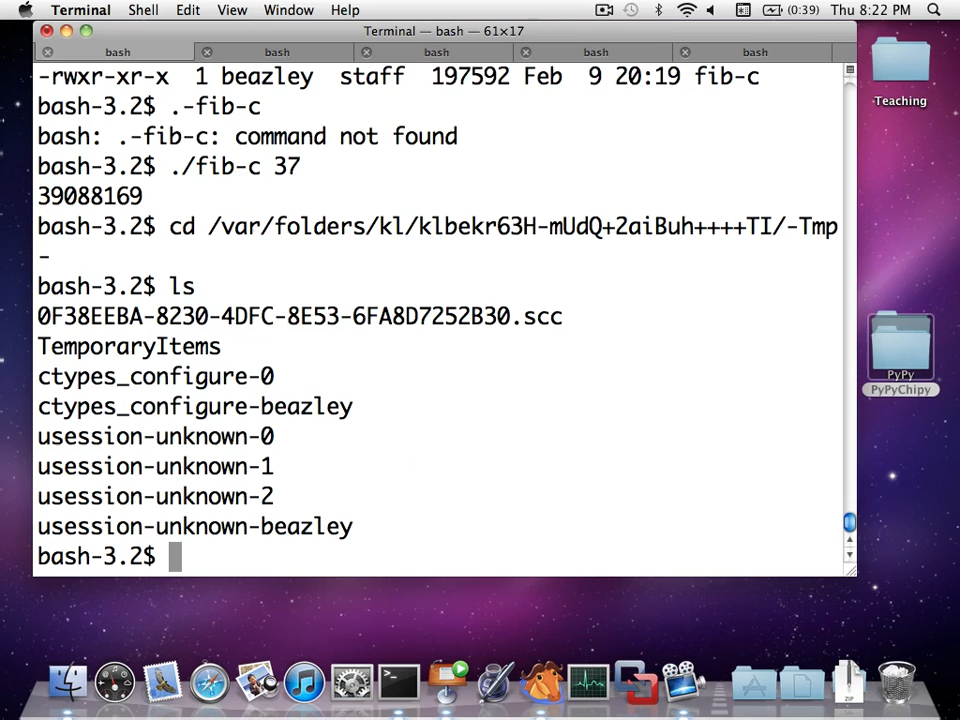 Terminal Shell Edit View Window Help (0:39) Thu 8:22 PM
Terminal — bash — 61×17
bash bash bash bash bash
-rwxr-xr-x 1 beazley staff 197592 Feb 9 20:19 fib-c
bash-3.2$ .-fib-c
bash: .-fib-c: command not found
bash-3.2$ ./fib-c 37
39088169
bash-3.2$ cd /var/folders/kl/klbekr63H-mUdQ+2aiBuh++++TI/-Tmp
-
bash-3.2$ ls
0F38EEBA-8230-4DFC-8E53-6FA8D7252B30.scc
TemporaryItems
ctypes_configure-0
ctypes_configure-beazley
usession-unknown-0
usession-unknown-1
usession-unknown-2
usession-unknown-beazley
bash-3.2$
Teaching
PyPy
PyPyChipy
ZIP